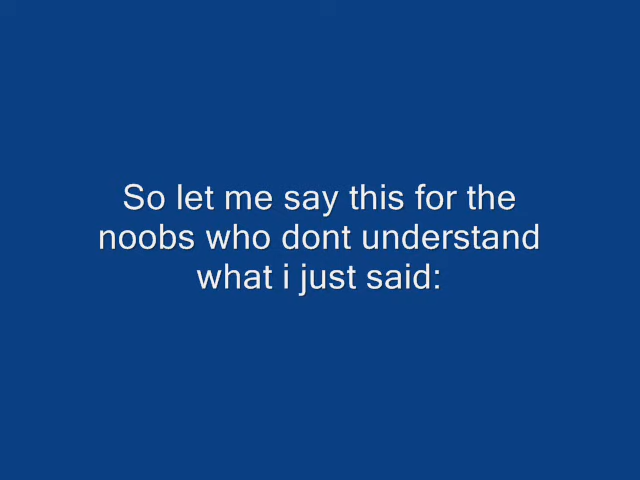 So let me say this for the
noobs who dont understand
what i just said: